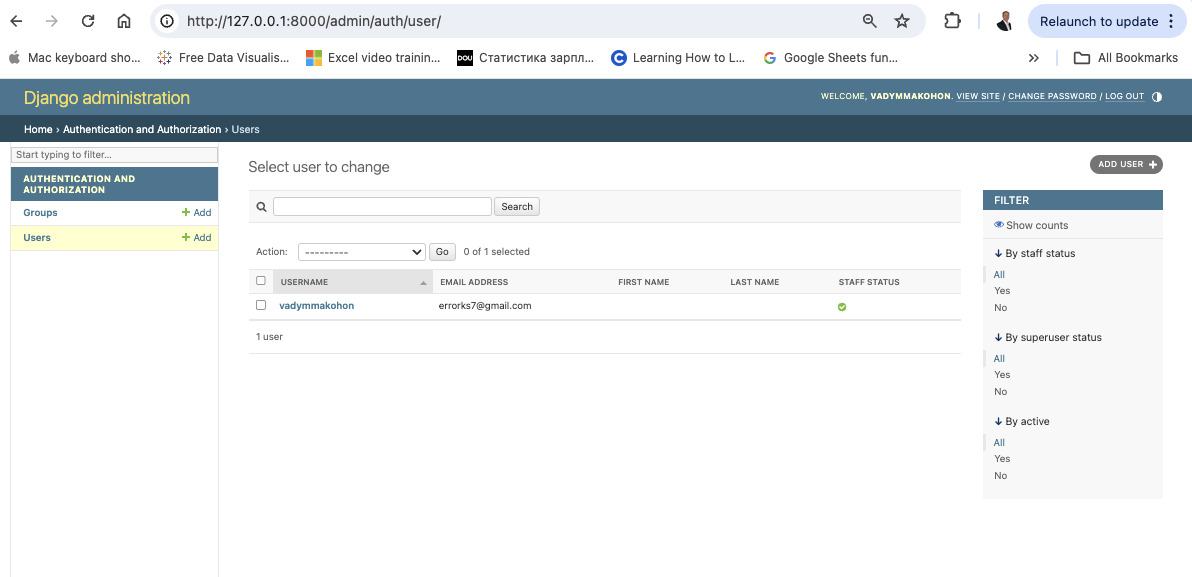 http://127.0.0.1:8000/admin/auth/user/
Relaunch to update
Mac keyboard sho...
Free Data Visualis...
Excel video trainin...
DOU
Статистика зарпл...
Learning How to L...
Google Sheets fun...
All Bookmarks
Django administration
WELCOME, VADYMMAKOHON. VIEW SITE / CHANGE PASSWORD / LOG OUT
Home › Authentication and Authorization › Users
Start typing to filter...
AUTHENTICATION AND
AUTHORIZATION
Groups + Add
Users + Add
Select user to change
ADD USER +
Search
Action: --------- Go 0 of 1 selected
USERNAME EMAIL ADDRESS FIRST NAME LAST NAME STAFF STATUS
vadymmakohon errorks7@gmail.com
1 user
FILTER
Show counts
↓ By staff status
All
Yes
No
↓ By superuser status
All
Yes
No
↓ By active
All
Yes
No